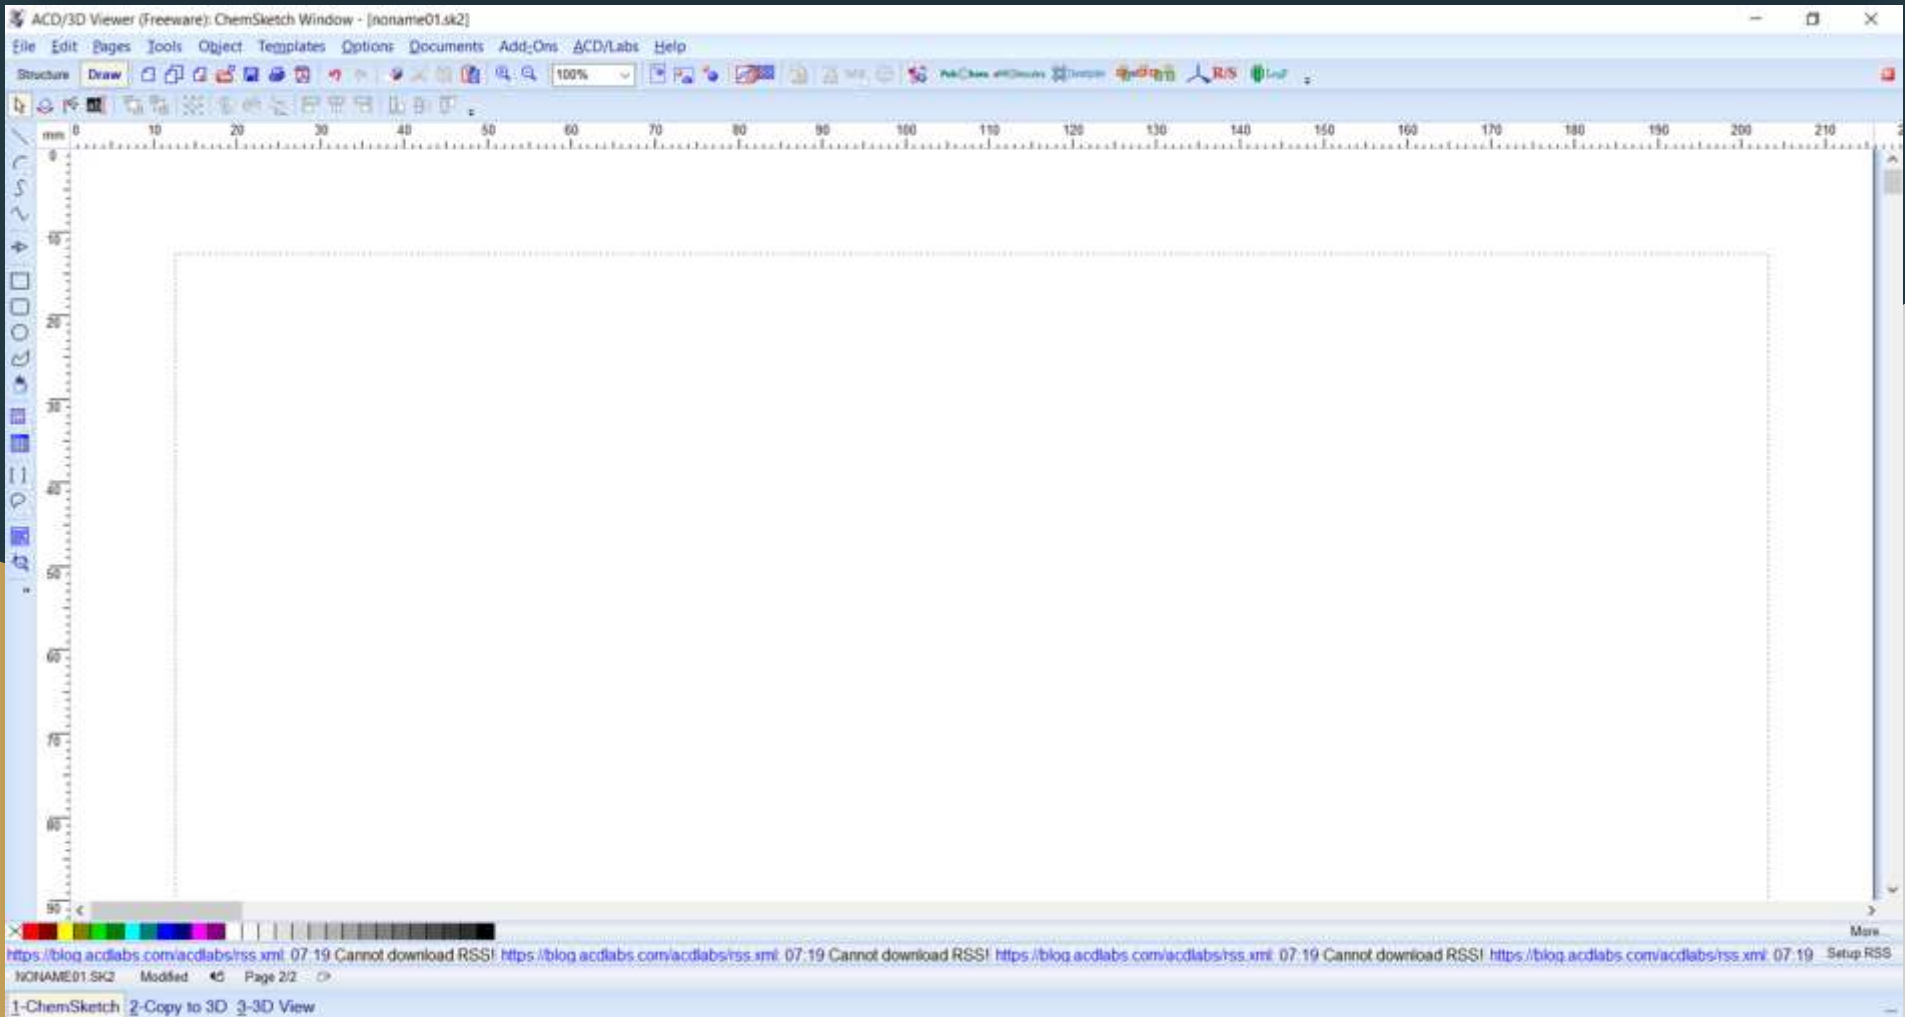 ACD/3D Viewer (Freeware): ChemSketch Window - [noname01.sk2]
File Edit Pages Tools Object Templates Options Documents Add-Ons ACD/Labs Help
Structure Draw 100% R/S
mm 0 10 20 30 40 50 60 70 80 90 100 110 120 130 140 150 160 170 180 190 200 210
0
10
20
30
40
50
60
70
80
90
More
https://blog.acdlabs.com/acdlabs/rss.xml: 07:19 Cannot download RSS! https://blog.acdlabs.com/acdlabs/rss.xml: 07:19 Cannot download RSS! https://blog.acdlabs.com/acdlabs/rss.xml: 07:19 Cannot download RSS! https://blog.acdlabs.com/acdlabs/rss.xml: 07:19 Setup RSS
NONAME01.SK2 Modified Page 2/2
1-ChemSketch 2-Copy to 3D 3-3D View